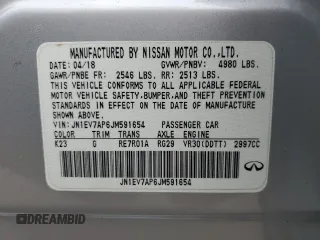 MANUFACTURED BY NISSAN MOTOR CO.,LTD.
DATE: 04/18 GVWR/PNBV: 4980 LBS.
GAWR/PNBE FR: 2546 LBS. RR: 2513 LBS.
THIS VEHICLE CONFORMS TO ALL APPLICABLE FEDERAL
MOTOR VEHICLE SAFETY,BUMPER,AND THEFT
PREVENTION STANDARDS IN EFFECT ON THE DATE OF
MANUFACTURE SHOWN ABOVE.
VIN: JN1EV7AP6JM591654 PASSENGER CAR
COLOR TRIM TRANS AXLE ENGINE
K23 G RE7R01A RG29 VR30(DDTT) 2997CC
JN1EV7AP6JM591654
INFINITI
© AutoBidMaster